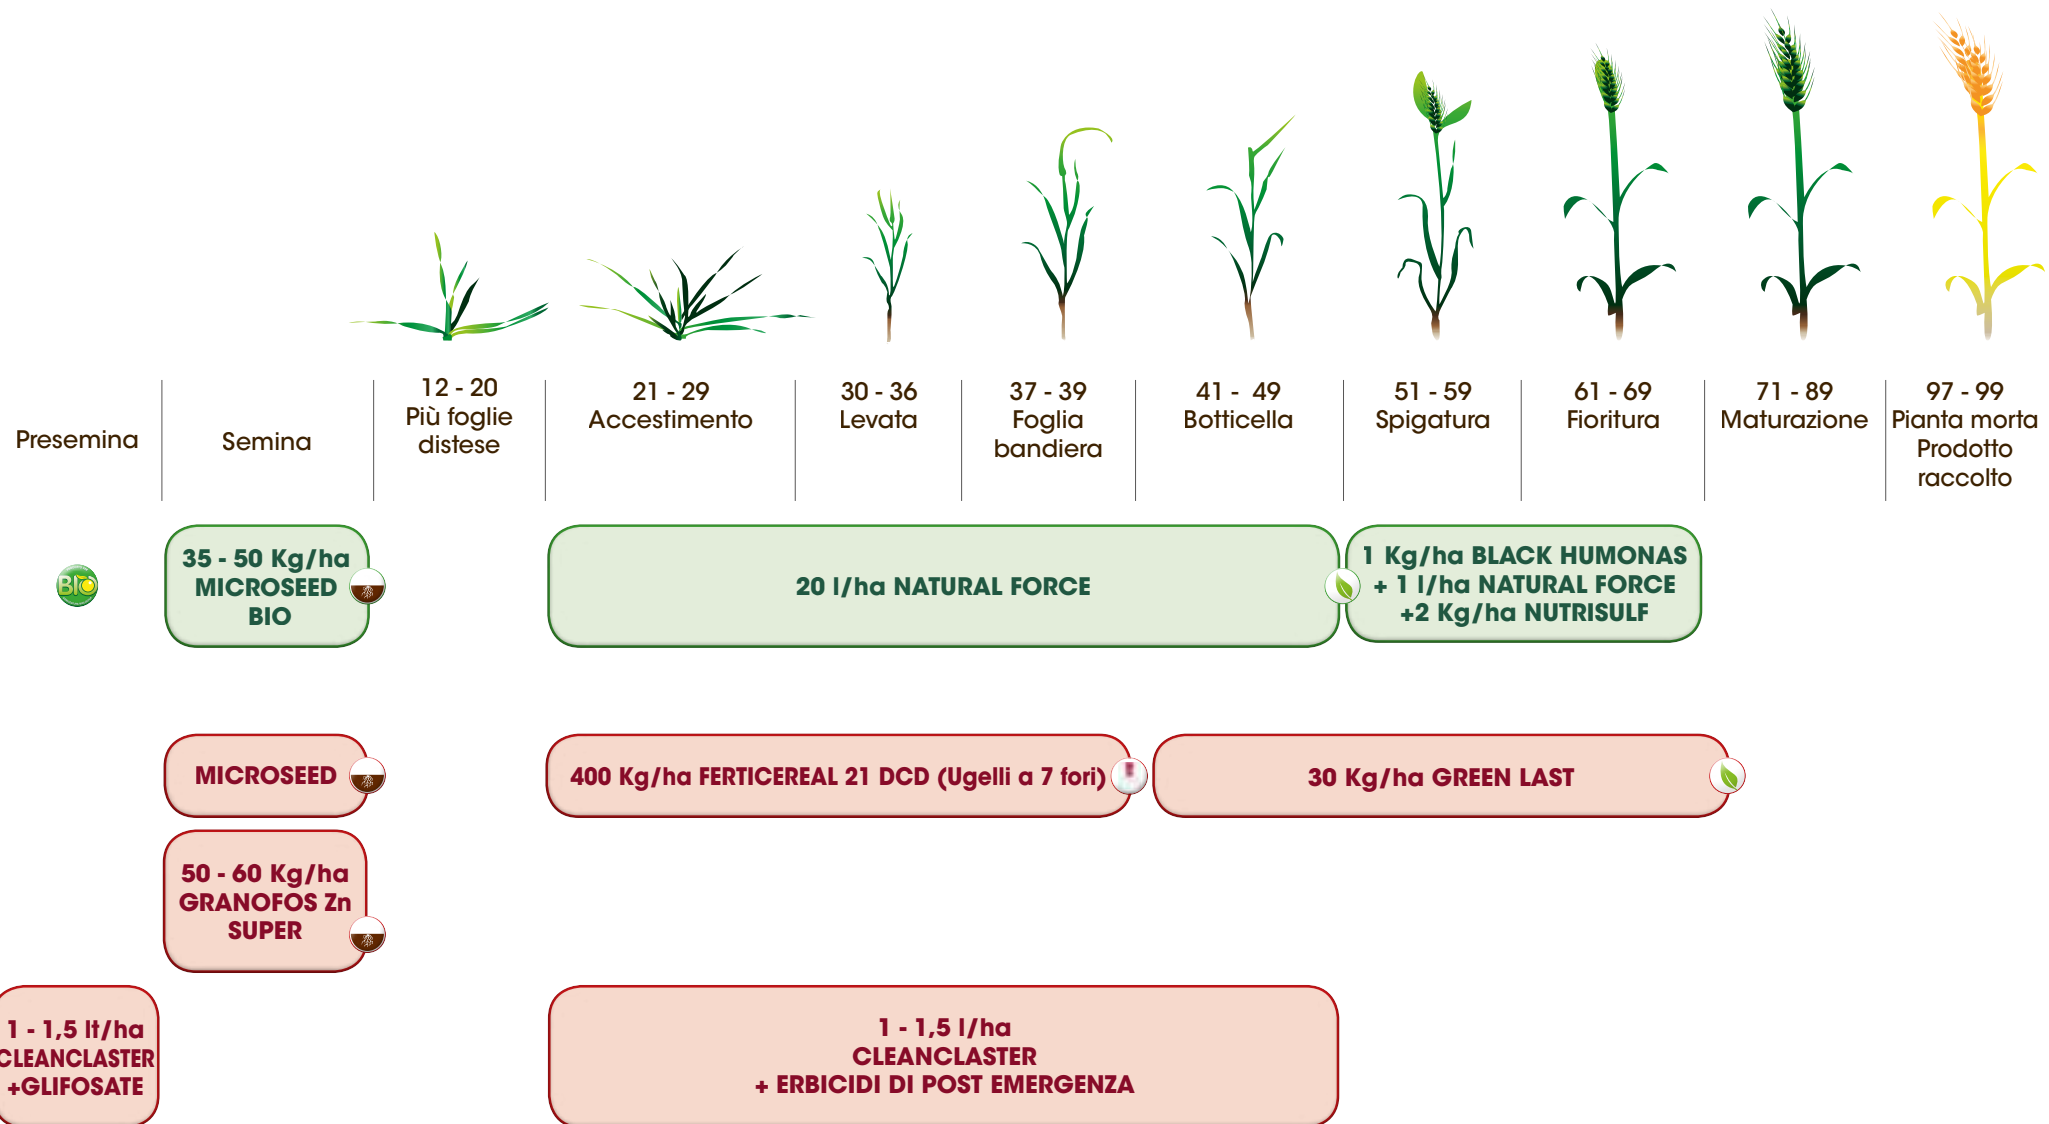 Presemina
Semina
12 - 20
Più foglie
distese
21 - 29
Accestimento
30 - 36
Levata
37 - 39
Foglia
bandiera
41 - 49
Botticella
51 - 59
Spigatura
61 - 69
Fioritura
71 - 89
Maturazione
97 - 99
Pianta morta
Prodotto
raccolto
BIO
35 - 50 Kg/ha
MICROSEED
BIO
20 l/ha NATURAL FORCE
1 Kg/ha BLACK HUMONAS
+ 1 l/ha NATURAL FORCE
+2 Kg/ha NUTRISULF
MICROSEED
400 Kg/ha FERTICEREAL 21 DCD (Ugelli a 7 fori)
30 Kg/ha GREEN LAST
50 - 60 Kg/ha
GRANOFOS Zn
SUPER
1 - 1,5 lt/ha
CLEANCLASTER
+GLIFOSATE
1 - 1,5 l/ha
CLEANCLASTER
+ ERBICIDI DI POST EMERGENZA